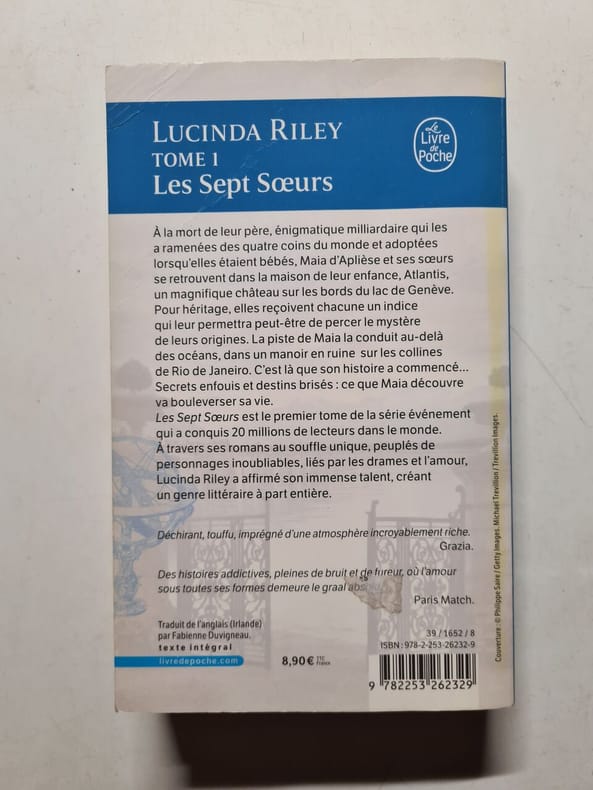 LUCINDA RILEY
TOME 1
Les Sept Sœurs
Le
Livre
de
Poche
À la mort de leur père, énigmatique milliardaire qui les
a ramenées des quatre coins du monde et adoptées
lorsqu'elles étaient bébés, Maia d'Aplièse et ses sœurs
se retrouvent dans la maison de leur enfance, Atlantis,
un magnifique château sur les bords du lac de Genève.
Pour héritage, elles reçoivent chacune un indice
qui leur permettra peut-être de percer le mystère
de leurs origines. La piste de Maia la conduit au-delà
des océans, dans un manoir en ruine sur les collines
de Rio de Janeiro. C'est là que son histoire a commencé...
Secrets enfouis et destins brisés : ce que Maia découvre
va bouleverser sa vie.
Les Sept Sœurs est le premier tome de la série événement
qui a conquis 20 millions de lecteurs dans le monde.
À travers ses romans au souffle unique, peuplés de
personnages inoubliables, liés par les drames et l'amour,
Lucinda Riley a affirmé son immense talent, créant
un genre littéraire à part entière.
Déchirant, touffu, imprégné d'une atmosphère incroyablement riche.
Grazia.
Des histoires addictives, pleines de bruit et de fureur, où l'amour
sous toutes ses formes demeure le graal
Paris Match.
Traduit de l'anglais (Irlande)
par Fabienne Duvigneau.
texte intégral
livredepoche.com
8,90 € TTC
France
39 / 1652 / 8
ISBN : 978-2-253-26232-9
9 782253 262329
Couverture : © Philippe Saire / Getty Images. Michael Trevillion / Trevillion Images.